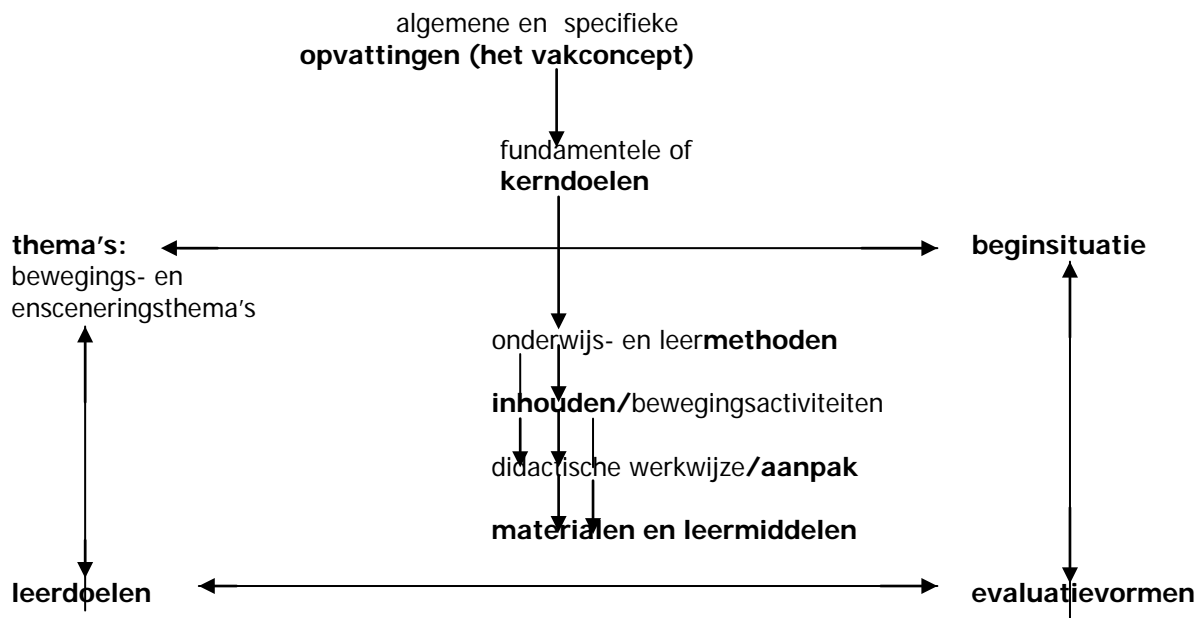 algemene en specifieke
opvattingen (het vakconcept)
fundamentele of
kerndoelen
thema's:
bewegings- en
ensceneringsthema's
beginsituatie
onderwijs- en leermethoden
inhouden/bewegingsactiviteiten
didactische werkwijze/aanpak
materialen en leermiddelen
leerdoelen
evaluatievormen